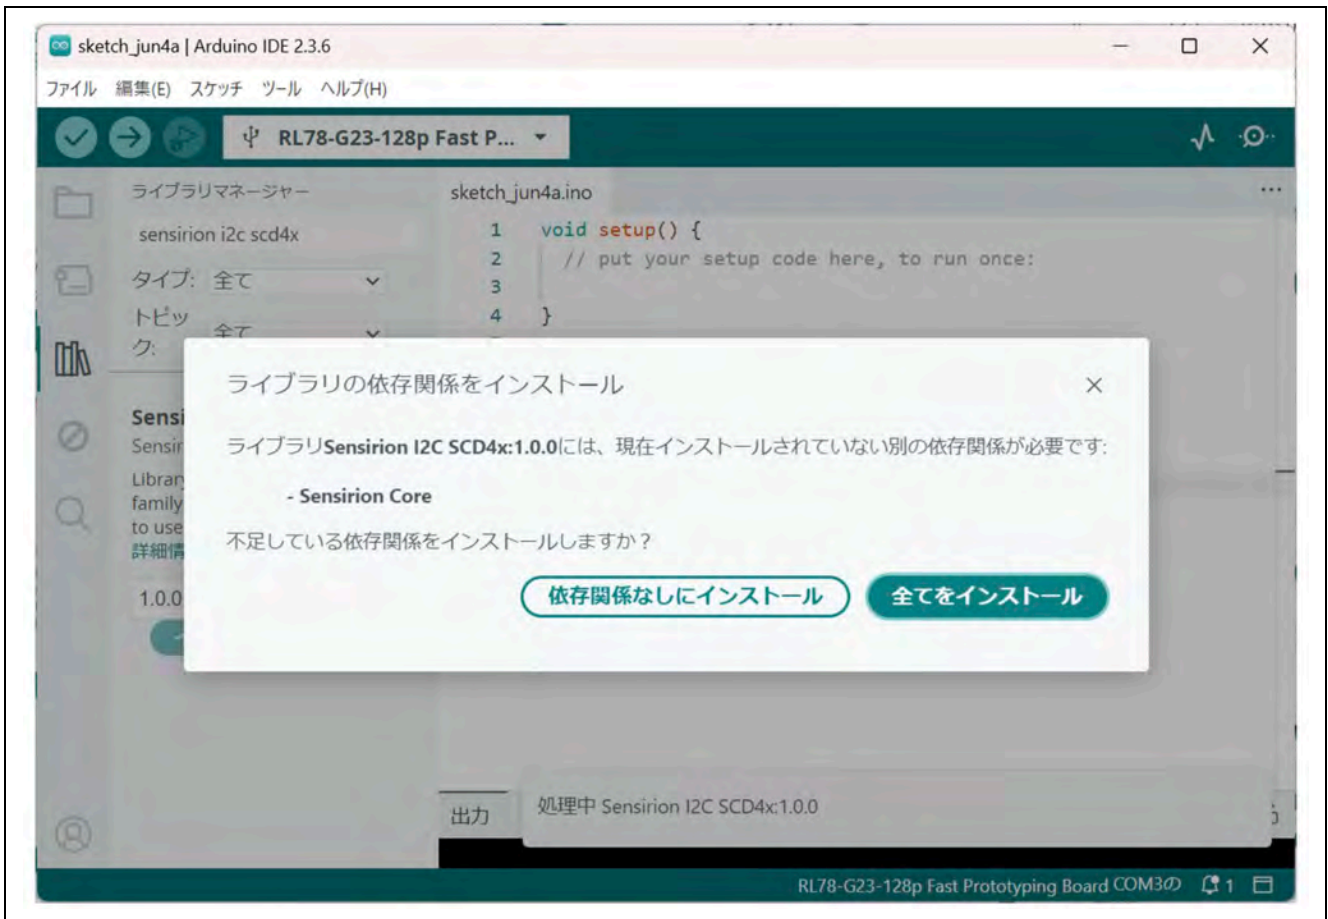 sketch_jun4a | Arduino IDE 2.3.6
ファイル 編集(E) スケッチ ツール ヘルプ(H)
RL78-G23-128p Fast P...
ライブラリマネージャー
sensirion i2c scd4x
タイプ: 全て
トピック: 全て
Sensi
Sensir
Library
family
to use
詳細情
1.0.0
sketch_jun4a.ino
1 void setup() {
2 // put your setup code here, to run once:
3
4 }
ライブラリの依存関係をインストール
ライブラリSensirion I2C SCD4x:1.0.0には、現在インストールされていない別の依存関係が必要です:
- Sensirion Core
不足している依存関係をインストールしますか？
依存関係なしにインストール 全てをインストール
出力
処理中 Sensirion I2C SCD4x:1.0.0
RL78-G23-128p Fast Prototyping Board COM3の 1